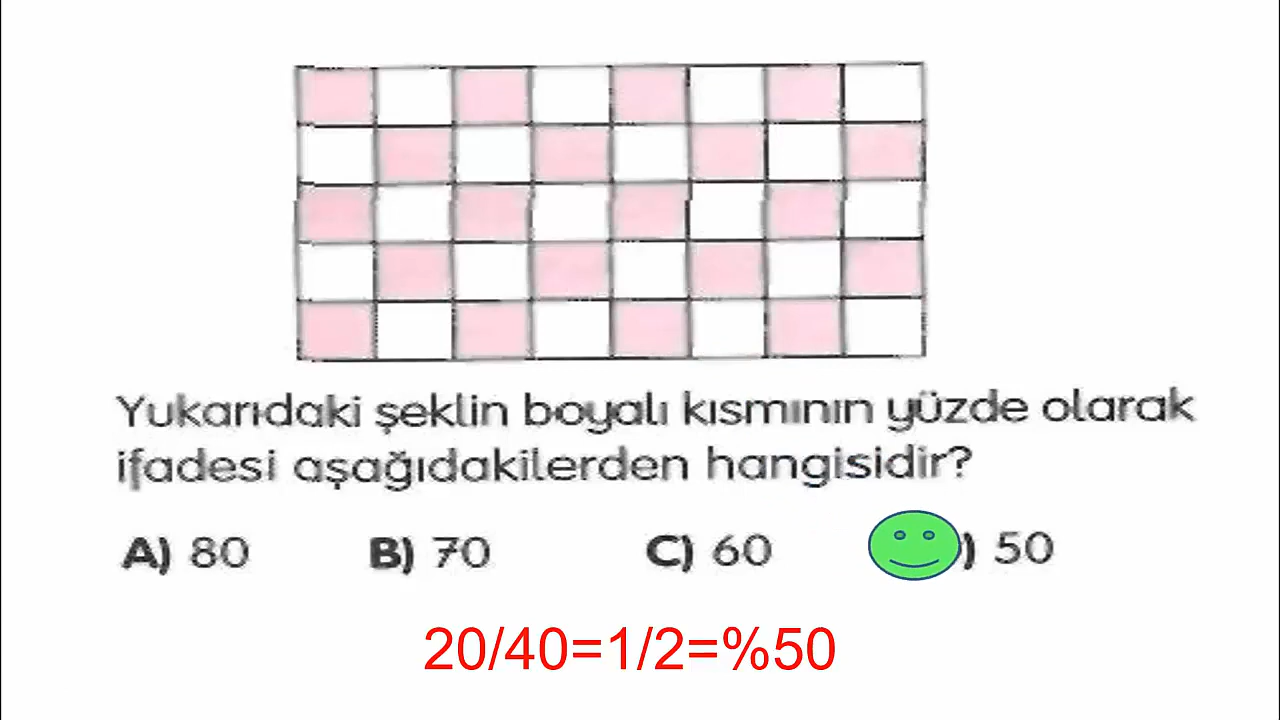 Yukarıdaki şeklin boyalı kısmının yüzde olarak
ifadesi aşağıdakilerden hangisidir?
A) 80 B) 70 C) 60 ) 50
20/40=1/2=%50